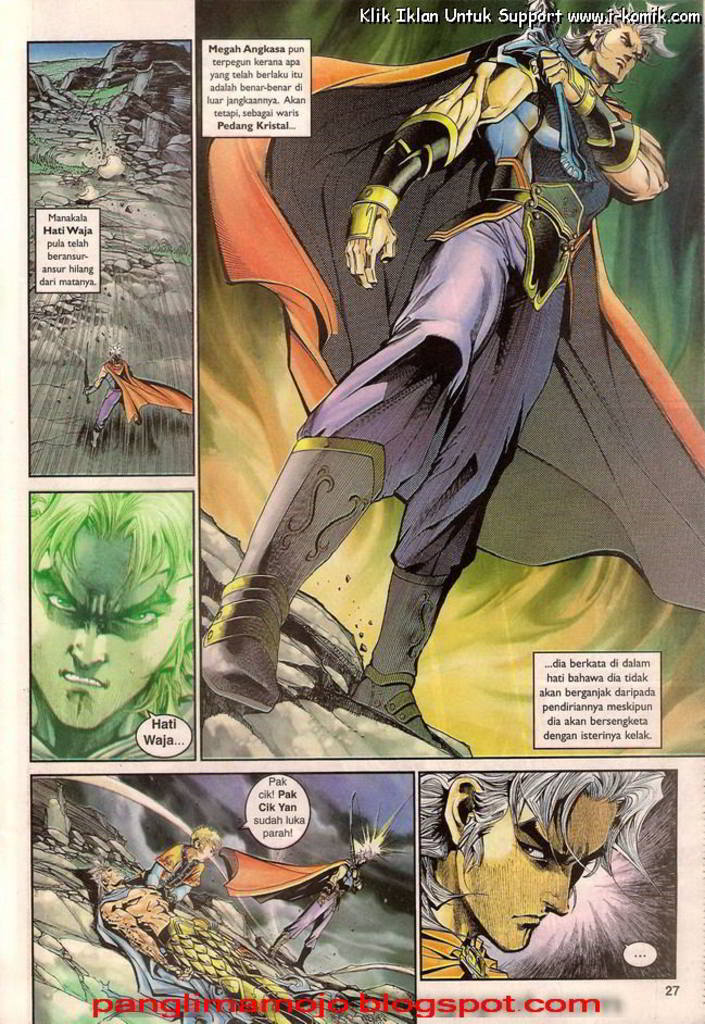 Klik Iklan Untuk Support www.i-komik.com
Megah Angkasa pun
terpegun kerana apa
yang telah berlaku itu
adalah benar-benar di
luar jangkaannya. Akan
tetapi, sebagai waris
Pedang Kristal...
Manakala
Hati Waja
pula telah
beransur-
ansur hilang
dari matanya.
Hati
Waja...
...dia berkata di dalam
hati bahawa dia tidak
akan berganjak daripada
pendiriannya meskipun
dia akan bersengketa
dengan isterinya kelak.
Pak
cik! Pak
Cik Yan
sudah luka
parah!
...
27
panglimamojo.blogspot.com